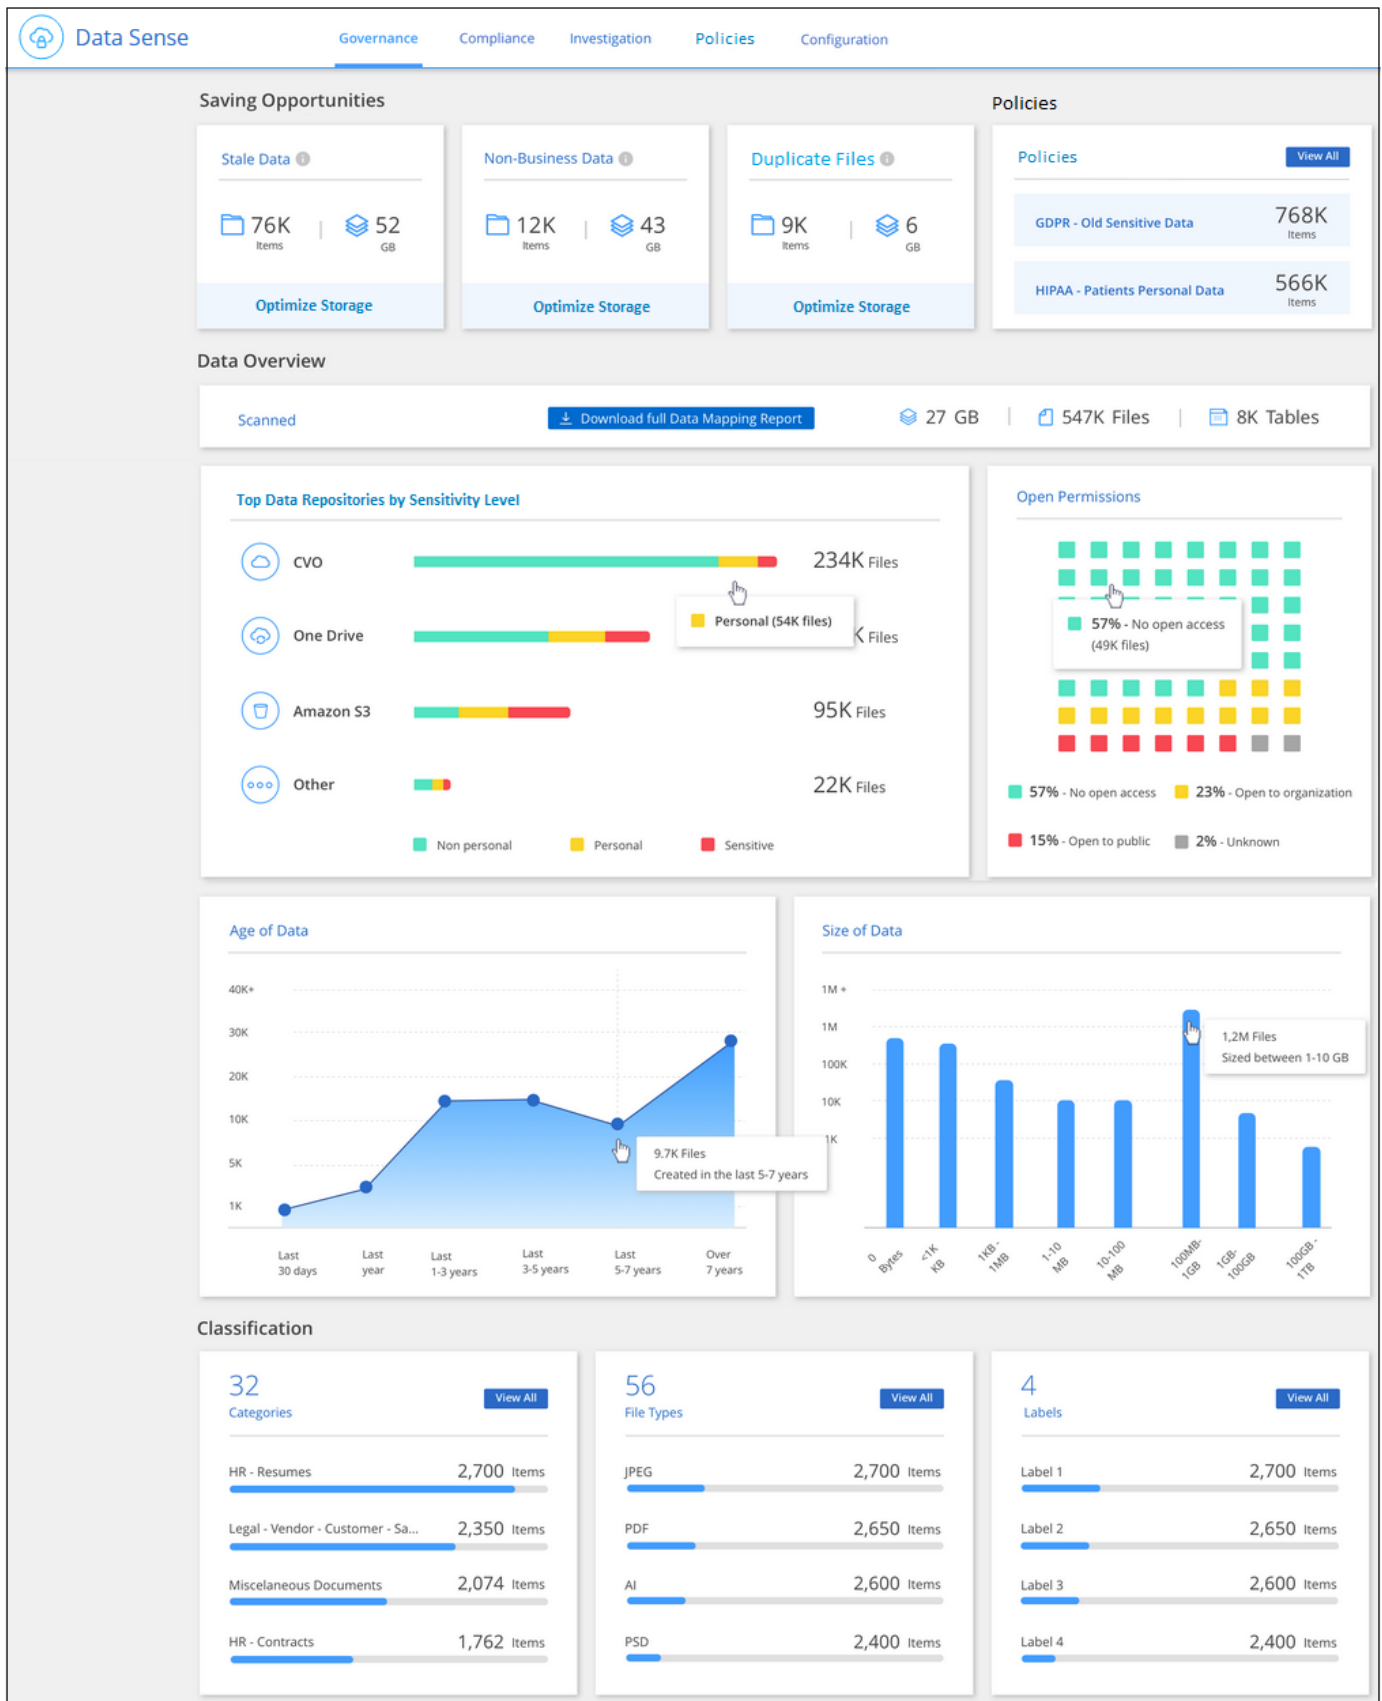 Data Sense
Governance Compliance Investigation Policies Configuration
Saving Opportunities
Policies
Stale Data
76K Items
52 GB
Optimize Storage
Non-Business Data
12K Items
43 GB
Optimize Storage
Duplicate Files
9K Items
6 GB
Optimize Storage
Policies View All
GDPR - Old Sensitive Data 768K Items
HIPAA - Patients Personal Data 566K Items
Data Overview
Scanned Download full Data Mapping Report 27 GB 547K Files 8K Tables
Top Data Repositories by Sensitivity Level
CVO 234K Files
Personal (54K files)
One Drive K Files
Amazon S3 95K Files
Other 22K Files
Non personal Personal Sensitive
Open Permissions
57% - No open access
(49K files)
57% - No open access 23% - Open to organization
15% - Open to public 2% - Unknown
Age of Data
40K+
30K
20K
10K
5K
1K
9.7K Files
Created in the last 5-7 years
Last 30 days
Last year
Last 1-3 years
Last 3-5 years
Last 5-7 years
Over 7 years
Size of Data
1M +
1M
100K
10K
1K
1,2M Files
Sized between 1-10 GB
0 Bytes
<1K KB
1KB - 1MB
1-10 MB
10-100 MB
100MB- 1GB
1GB- 100GB
100GB - 1TB
Classification
32
Categories View All
HR - Resumes 2,700 Items
Legal - Vendor - Customer - Sa... 2,350 Items
Miscelaneous Documents 2,074 Items
HR - Contracts 1,762 Items
56
File Types View All
JPEG 2,700 Items
PDF 2,650 Items
AI 2,600 Items
PSD 2,400 Items
4
Labels View All
Label 1 2,700 Items
Label 2 2,650 Items
Label 3 2,600 Items
Label 4 2,400 Items